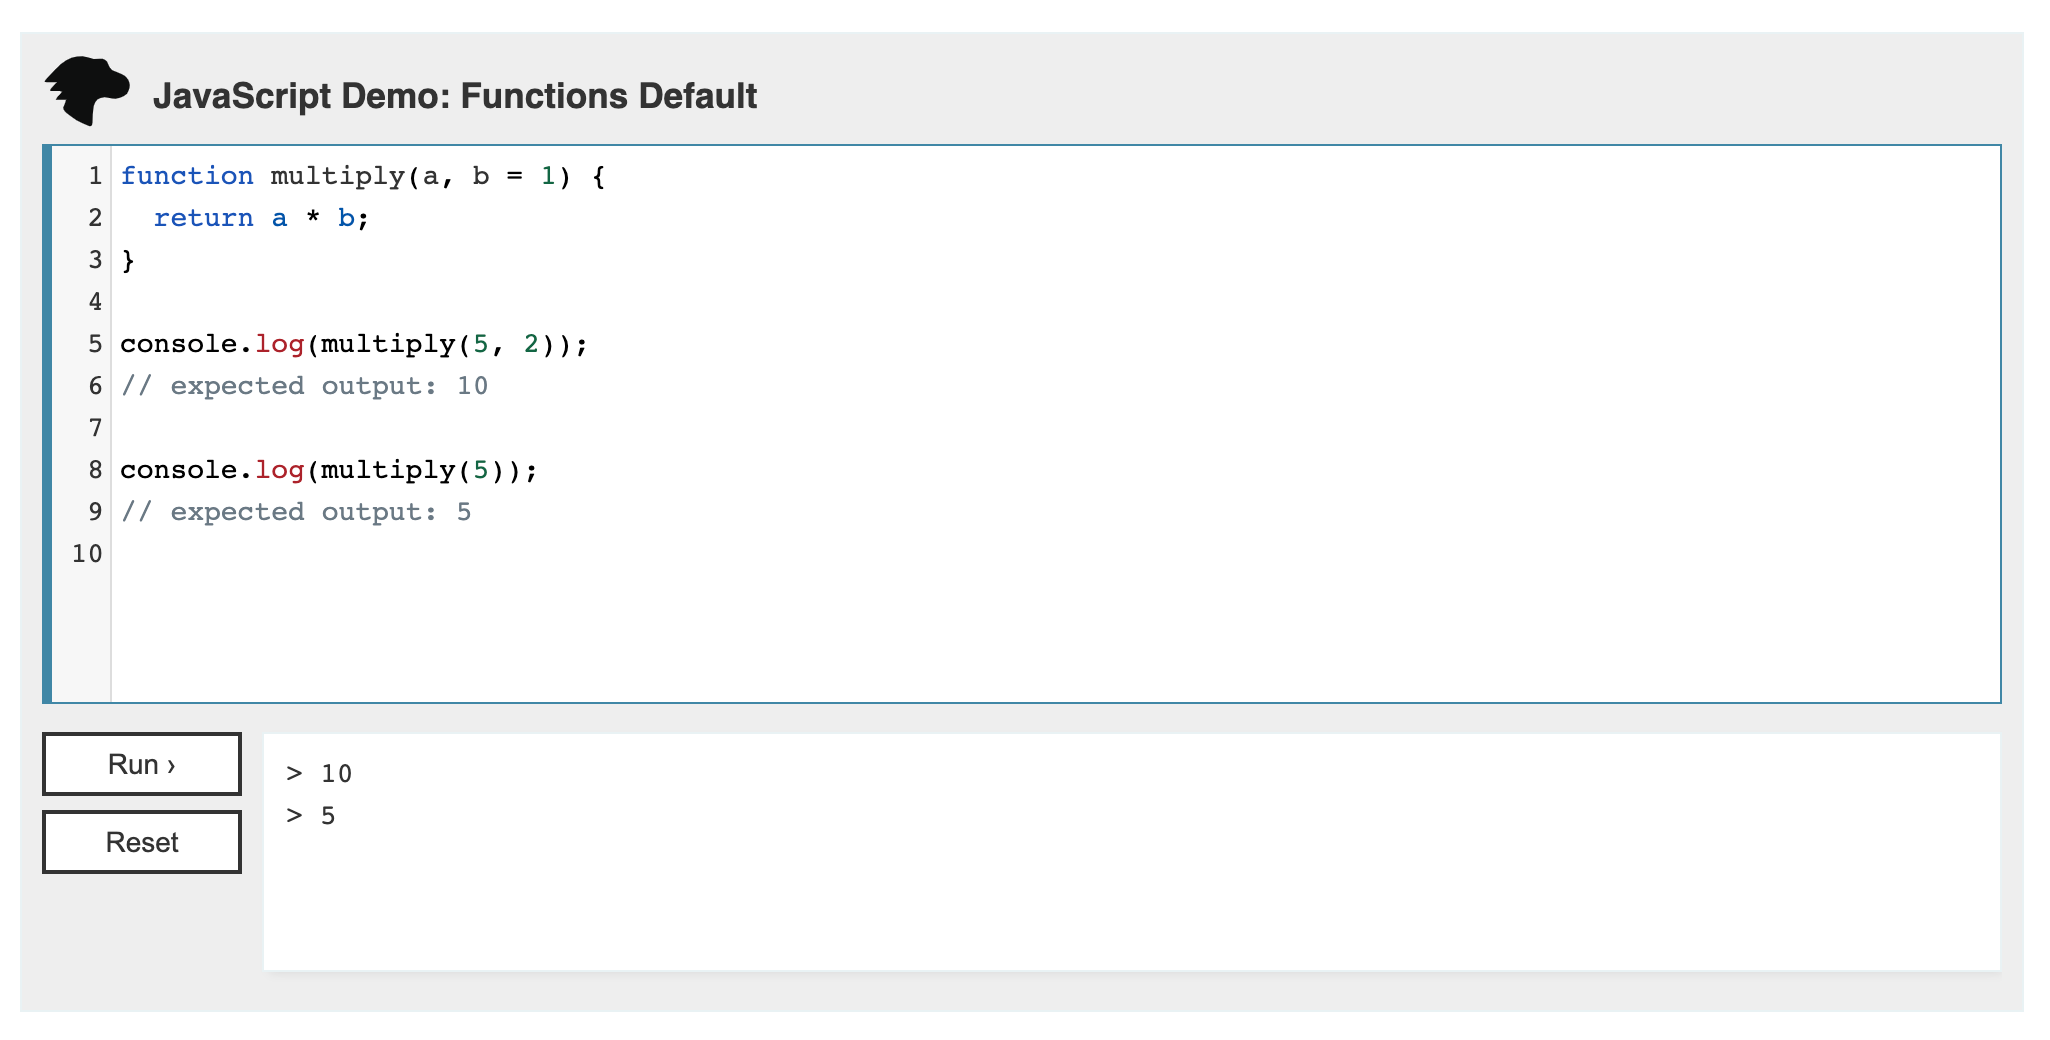 JavaScript Demo: Functions Default
1 function multiply(a, b = 1) {
2   return a * b;
3 }
4
5 console.log(multiply(5, 2));
6 // expected output: 10
7
8 console.log(multiply(5));
9 // expected output: 5
10
Run ›
Reset
> 10
> 5